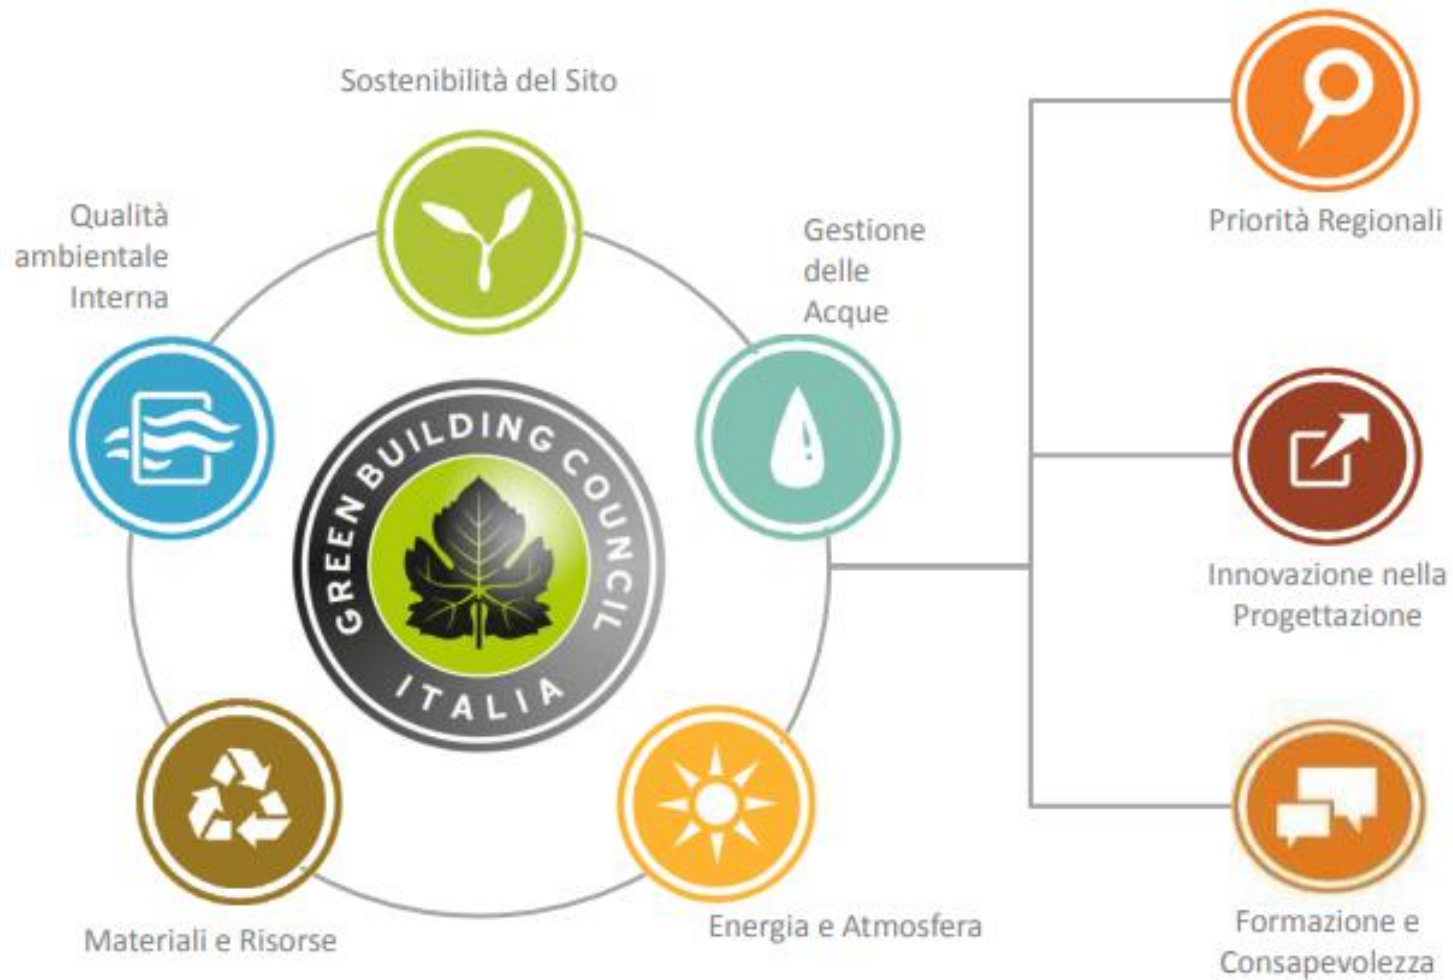 Sostenibilità del Sito
Qualità
ambientale
Interna
Gestione
delle
Acque
GREEN BUILDING COUNCIL
ITALIA
Materiali e Risorse
Energia e Atmosfera
Priorità Regionali
Innovazione nella
Progettazione
Formazione e
Consapevolezza